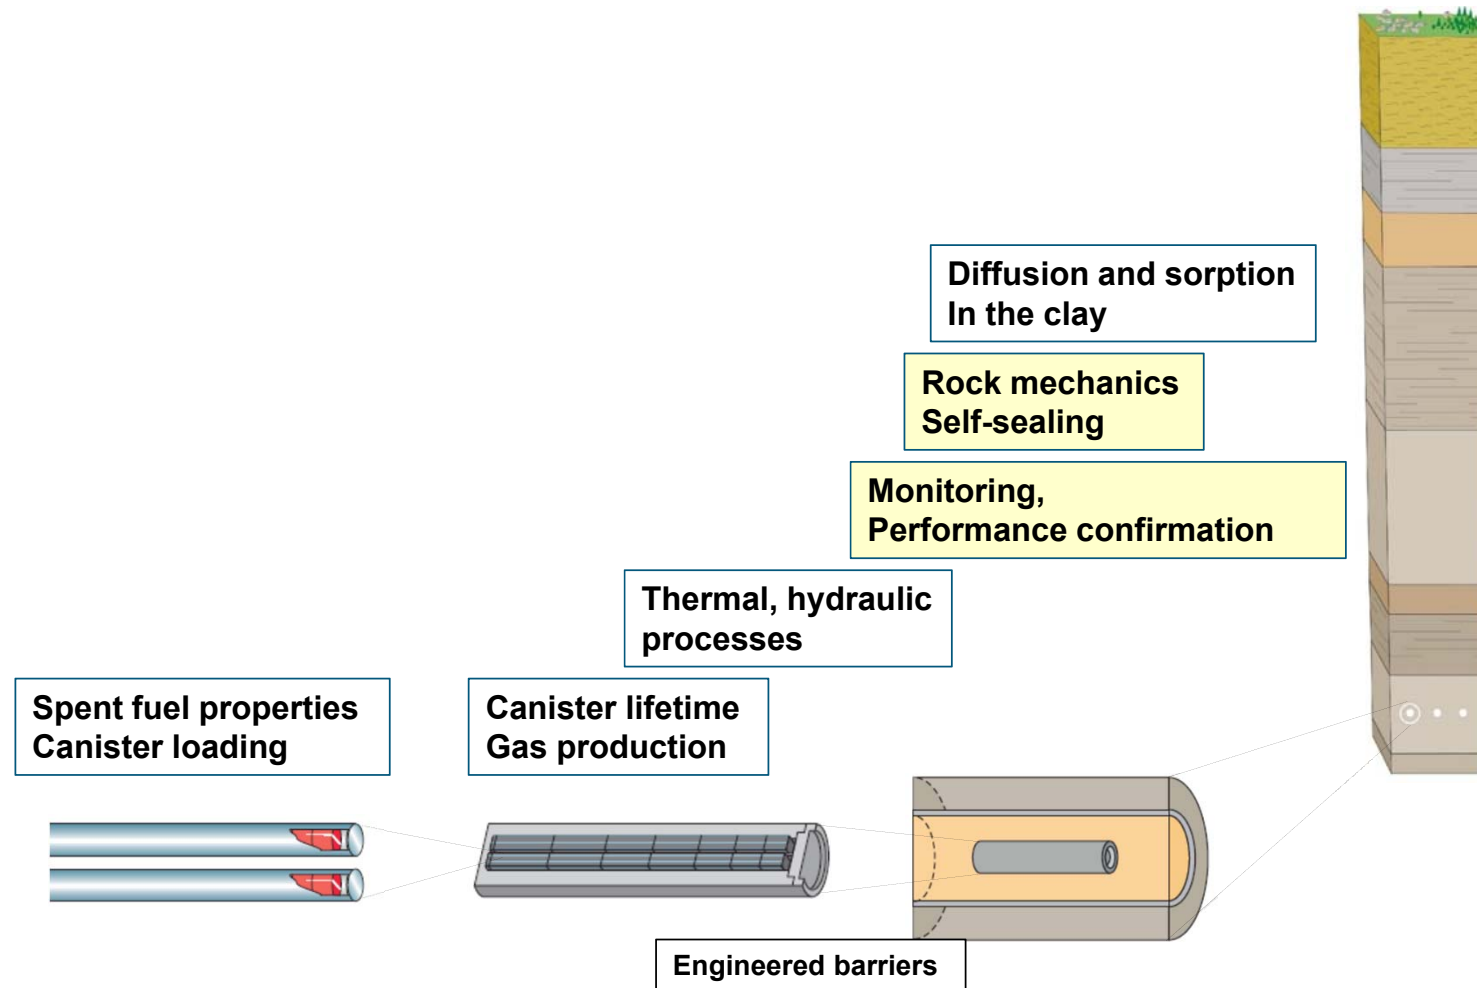 Diffusion and sorption
In the clay
Rock mechanics
Self-sealing
Monitoring,
Performance confirmation
Thermal, hydraulic
processes
Spent fuel properties
Canister loading
Canister lifetime
Gas production
Engineered barriers